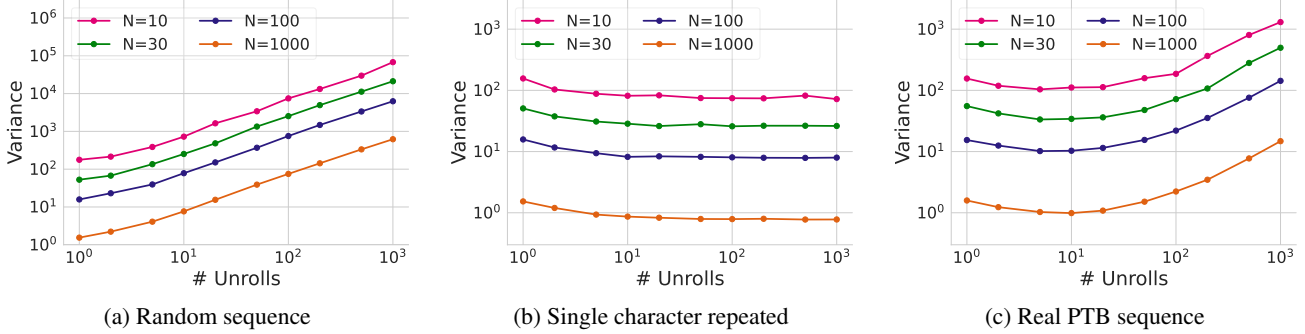 10^6
10^5
10^4
10^3
10^2
10^1
10^0
Variance
N=10 N=100
N=30 N=1000
10^0 10^1 10^2 10^3
# Unrolls
(a) Random sequence
10^3
10^2
10^1
10^0
Variance
N=10 N=100
N=30 N=1000
10^0 10^1 10^2 10^3
# Unrolls
(b) Single character repeated
10^3
10^2
10^1
10^0
Variance
N=10 N=100
N=30 N=1000
10^0 10^1 10^2 10^3
# Unrolls
(c) Real PTB sequence